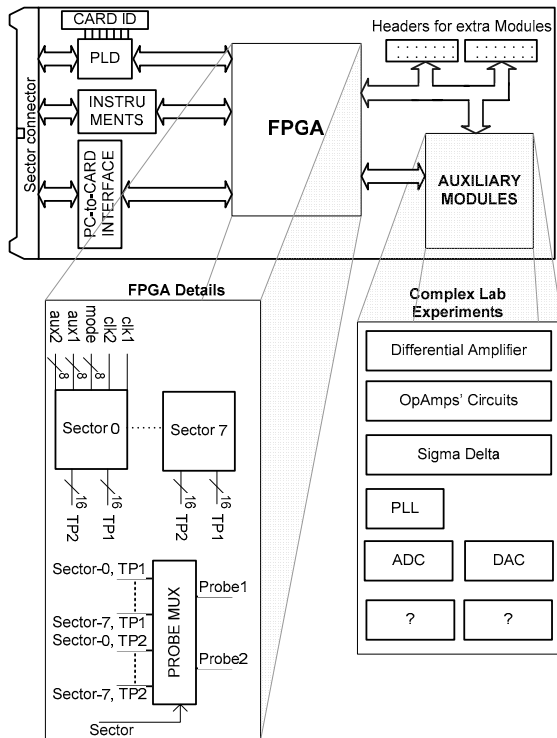 CARD ID
Headers for extra Modules
Sector connector
PLD
INSTRU
MENTS
PC-to-CARD
INTERFACE
FPGA
AUXILIARY
MODULES
FPGA Details
aux2
aux1
mode
clk2
clk1
8
8
8
Sector 0
Sector 7
16
16
16
16
TP2
TP1
TP2
TP1
Sector-0, TP1
Sector-7, TP1
Sector-0, TP2
Sector-7, TP2
PROBE MUX
Probe1
Probe2
Sector
Complex Lab
Experiments
Differential Amplifier
OpAmps' Circuits
Sigma Delta
PLL
ADC
DAC
?
?